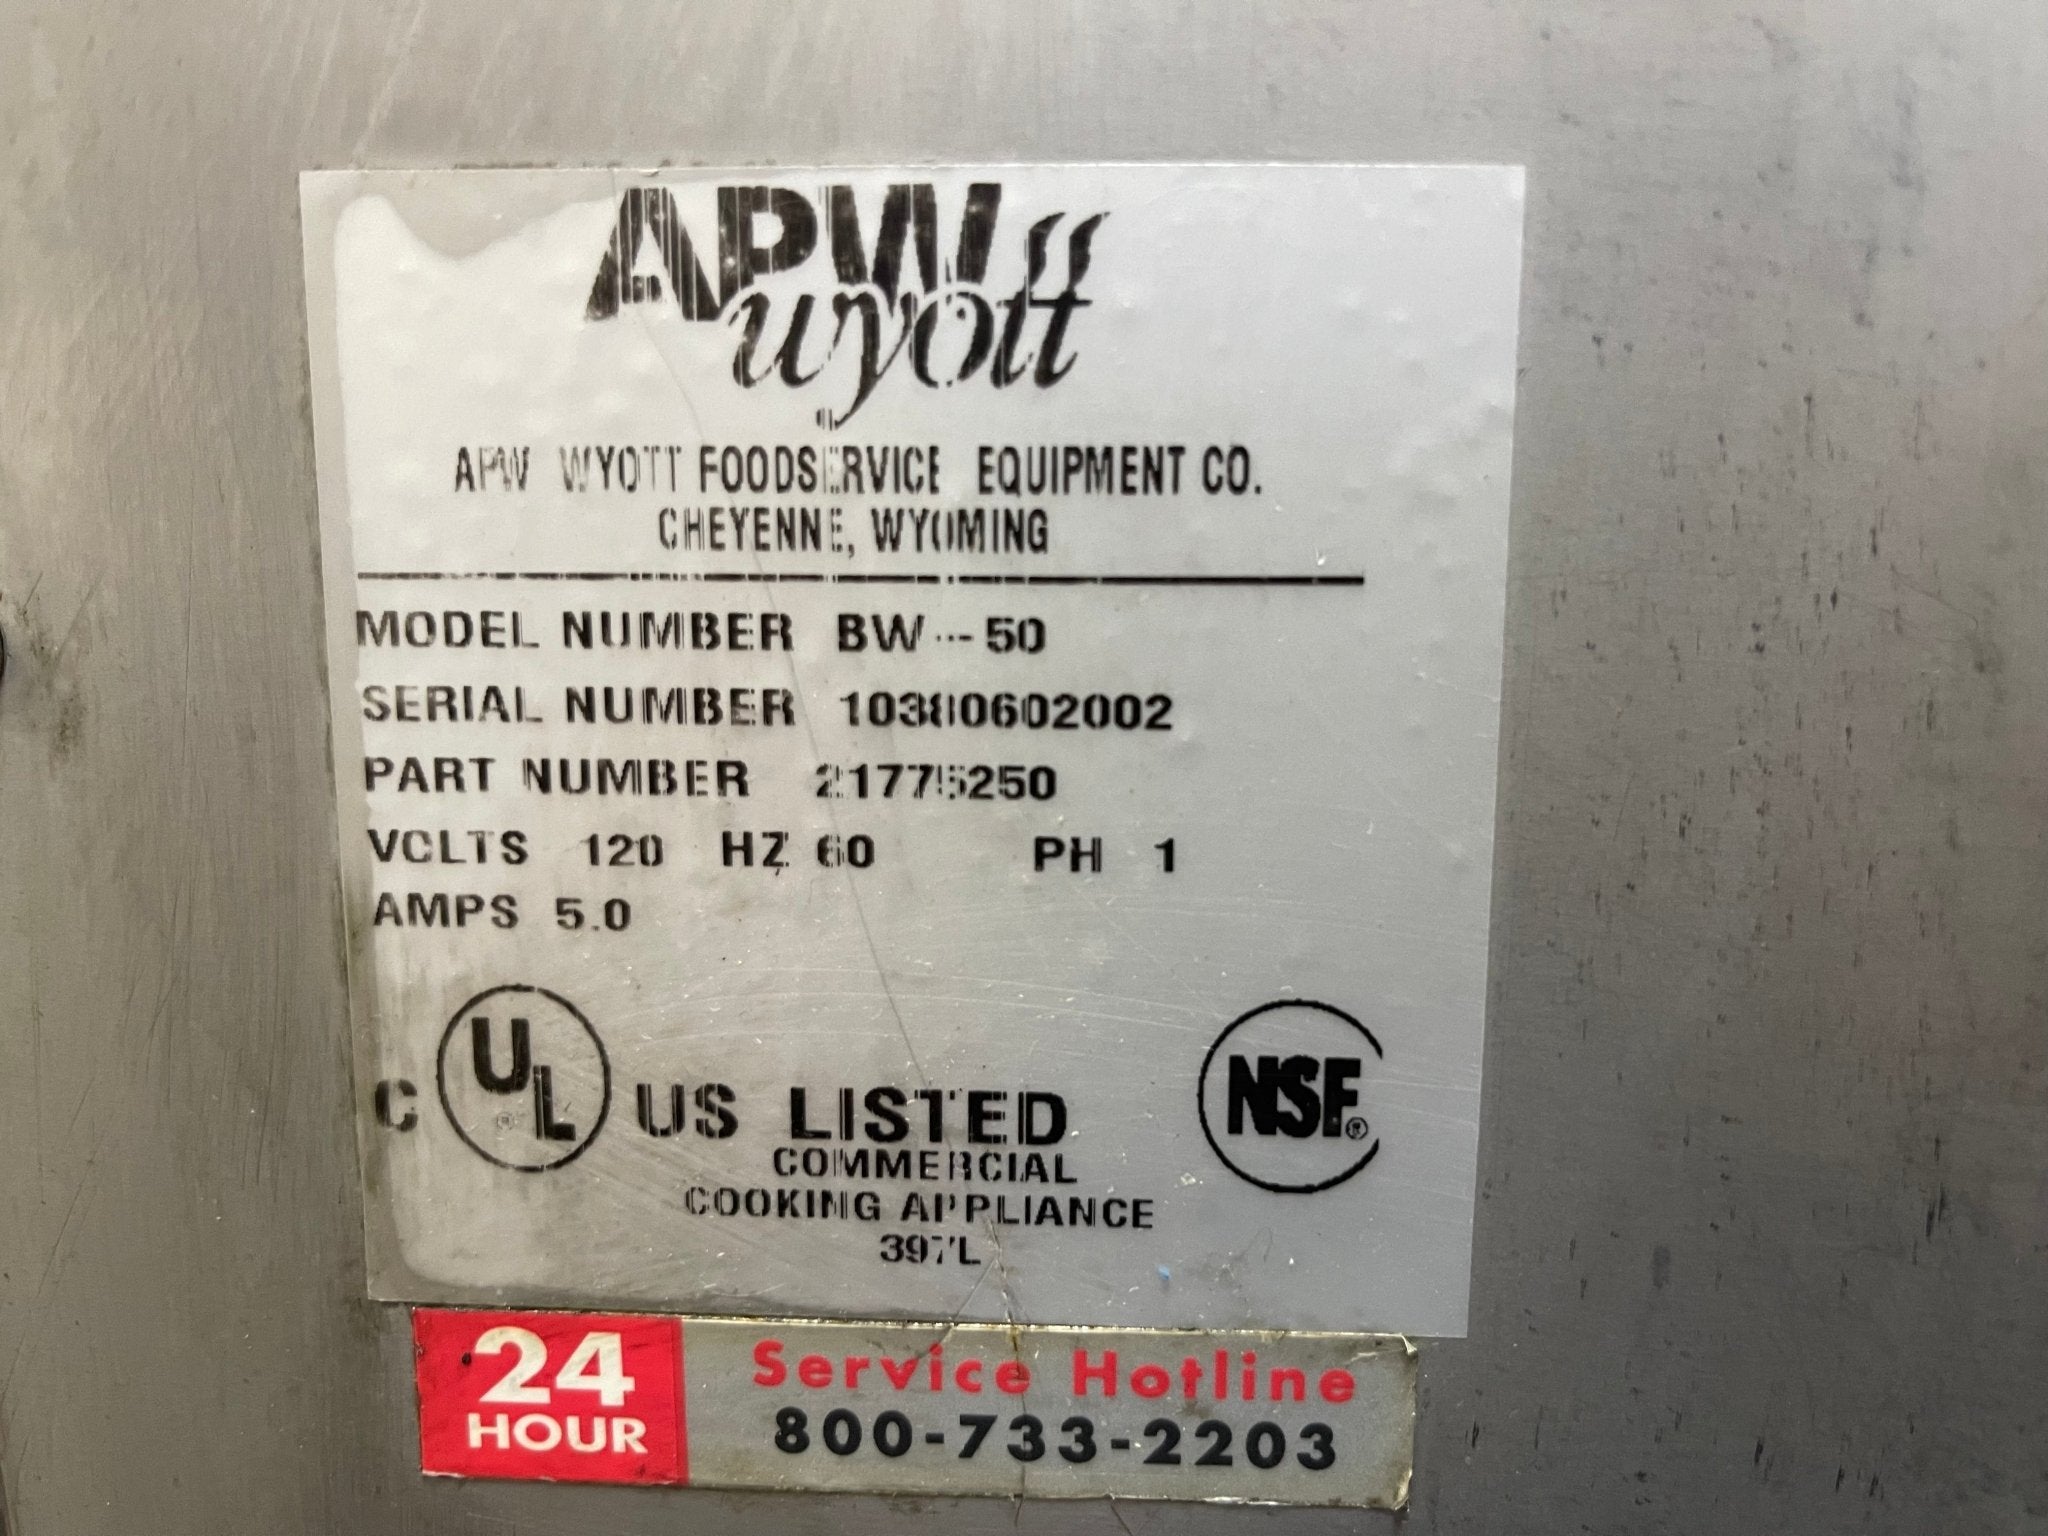 APW
wyott
APW WYOTT FOODSERVICE EQUIPMENT CO.
CHEYENNE, WYOMING
MODEL NUMBER BW-50
SERIAL NUMBER 10380602002
PART NUMBER 21775250
VOLTS 120 HZ 60 PH 1
AMPS 5.0
C UL® US LISTED
COMMERCIAL
COOKING APPLIANCE
397L
NSF®
24 HOUR
Service Hotline
800-733-2203